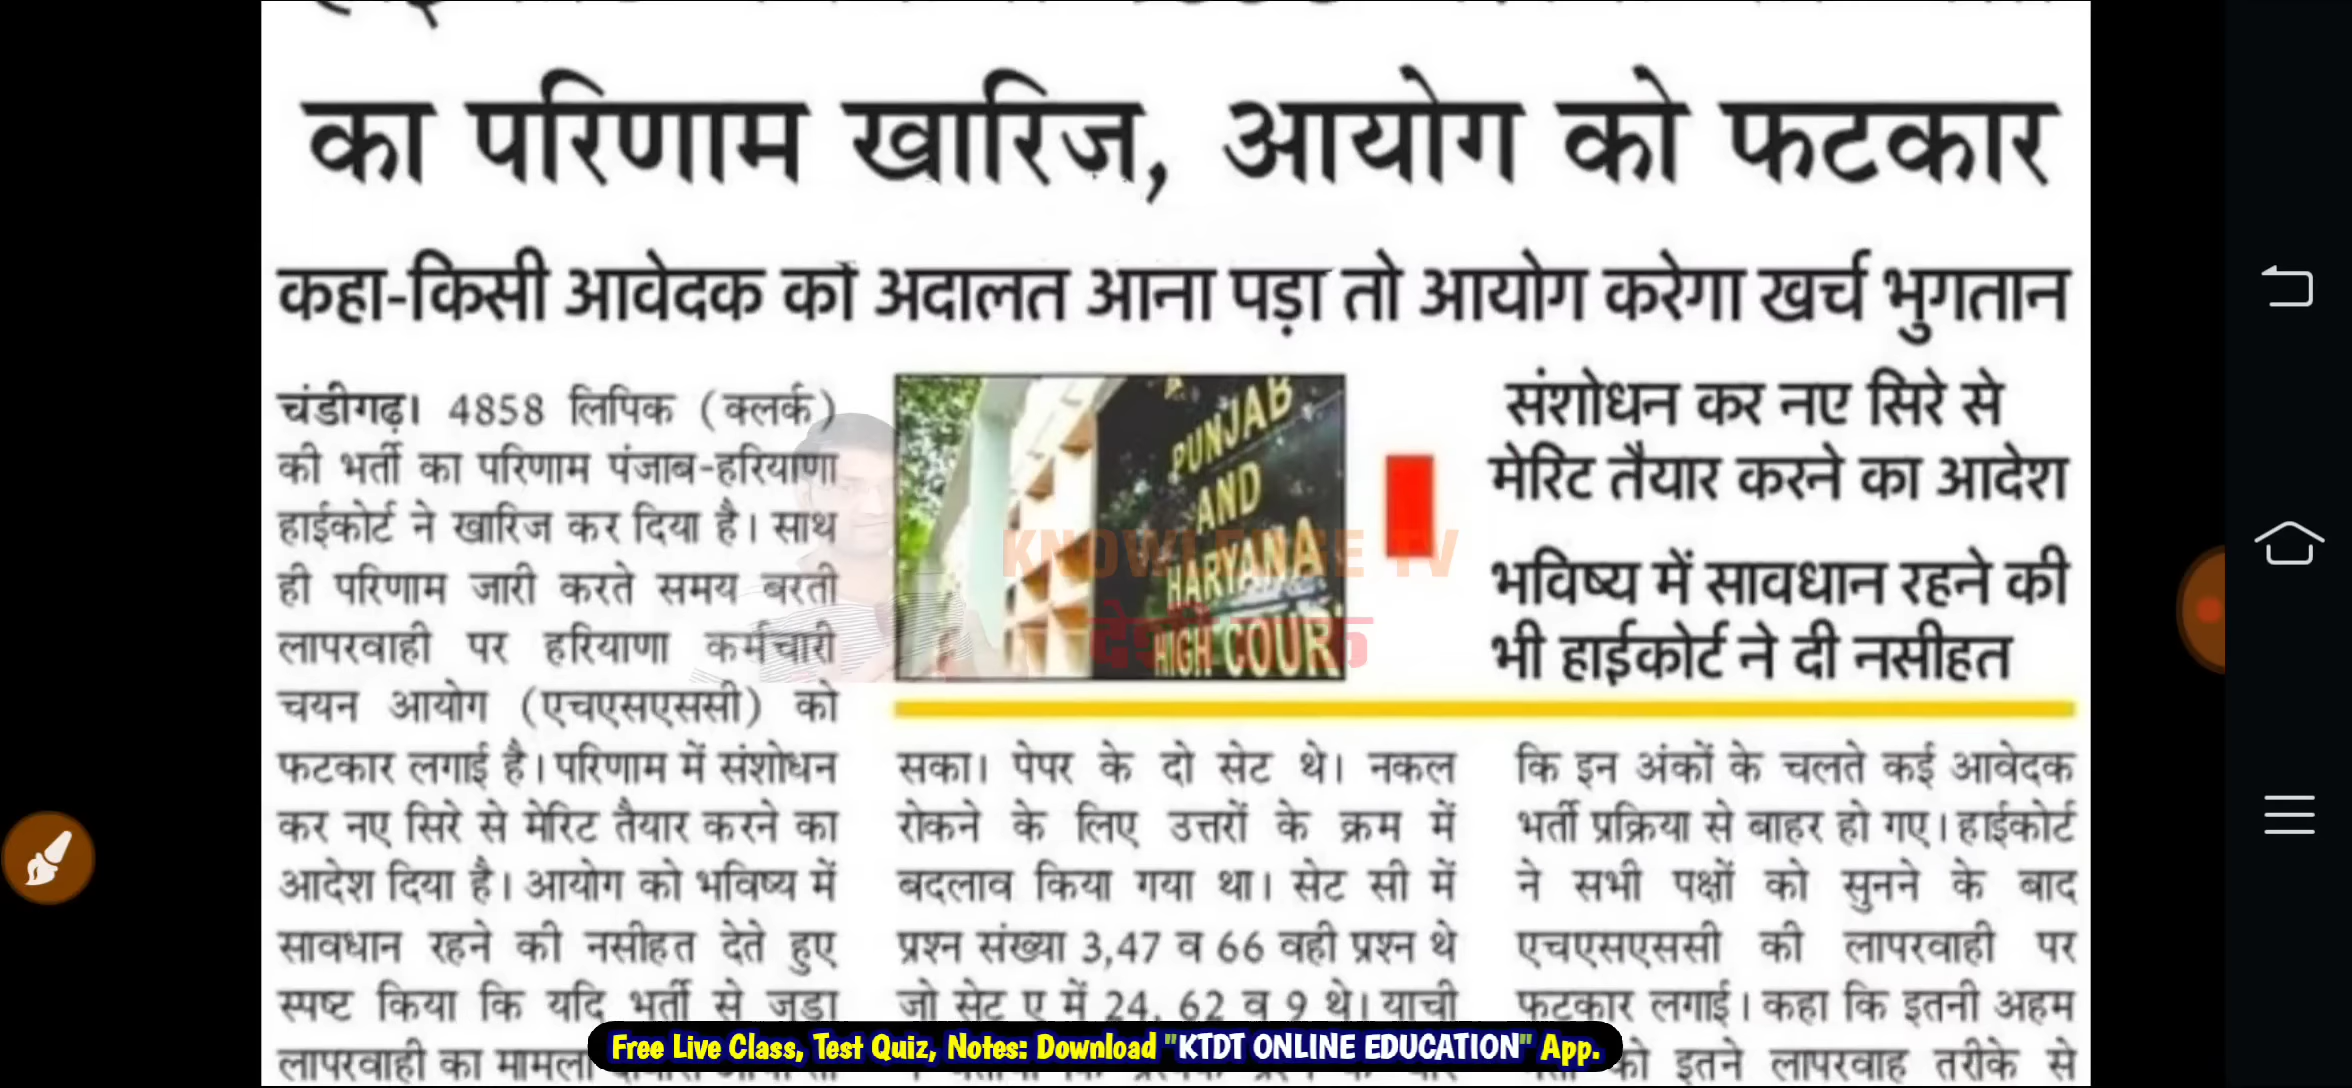 का परिणाम खारिज, आयोग को फटकार
कहा-किसी आवेदक को अदालत आना पड़ा तो आयोग करेगा खर्च भुगतान
चंडीगढ़। 4858 लिपिक (क्लर्क)
की भर्ती का परिणाम पंजाब-हरियाणा
हाईकोर्ट ने खारिज कर दिया है। साथ
ही परिणाम जारी करते समय बरती
लापरवाही पर हरियाणा कर्मचारी
चयन आयोग (एचएसएससी) को
फटकार लगाई है। परिणाम में संशोधन
कर नए सिरे से मेरिट तैयार करने का
आदेश दिया है। आयोग को भविष्य में
सावधान रहने की नसीहत देते हुए
स्पष्ट किया कि यदि भर्ती से जुड़ा
लापरवाही का मामला
PUNJAB
AND
HARYANA
HIGH COUR
KNOWLEDGE TV
संशोधन कर नए सिरे से
मेरिट तैयार करने का आदेश
भविष्य में सावधान रहने की
भी हाईकोर्ट ने दी नसीहत
सका। पेपर के दो सेट थे। नकल
रोकने के लिए उत्तरों के क्रम में
बदलाव किया गया था। सेट सी में
प्रश्न संख्या 3,47 व 66 वही प्रश्न थे
जो सेट ए में 24, 62 व 9 थे। याची
कि इन अंकों के चलते कई आवेदक
भर्ती प्रक्रिया से बाहर हो गए। हाईकोर्ट
ने सभी पक्षों को सुनने के बाद
एचएसएससी की लापरवाही पर
फटकार लगाई। कहा कि इतनी अहम
को इतने लापरवाह तरीके से
Free Live Class, Test Quiz, Notes: Download "KTDT ONLINE EDUCATION" App.